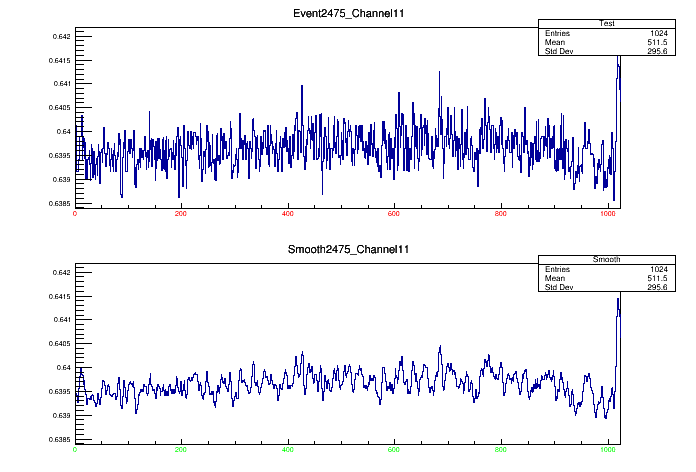 Event2475_Channel11
Test
Entries 1024
Mean 511.5
Std Dev 295.6
0.642
0.6415
0.641
0.6405
0.64
0.6395
0.639
0.6385
0 200 400 600 800 1000
Smooth2475_Channel11
Smooth
Entries 1024
Mean 511.5
Std Dev 295.6
0.642
0.6415
0.641
0.6405
0.64
0.6395
0.639
0.6385
0 200 400 600 800 1000